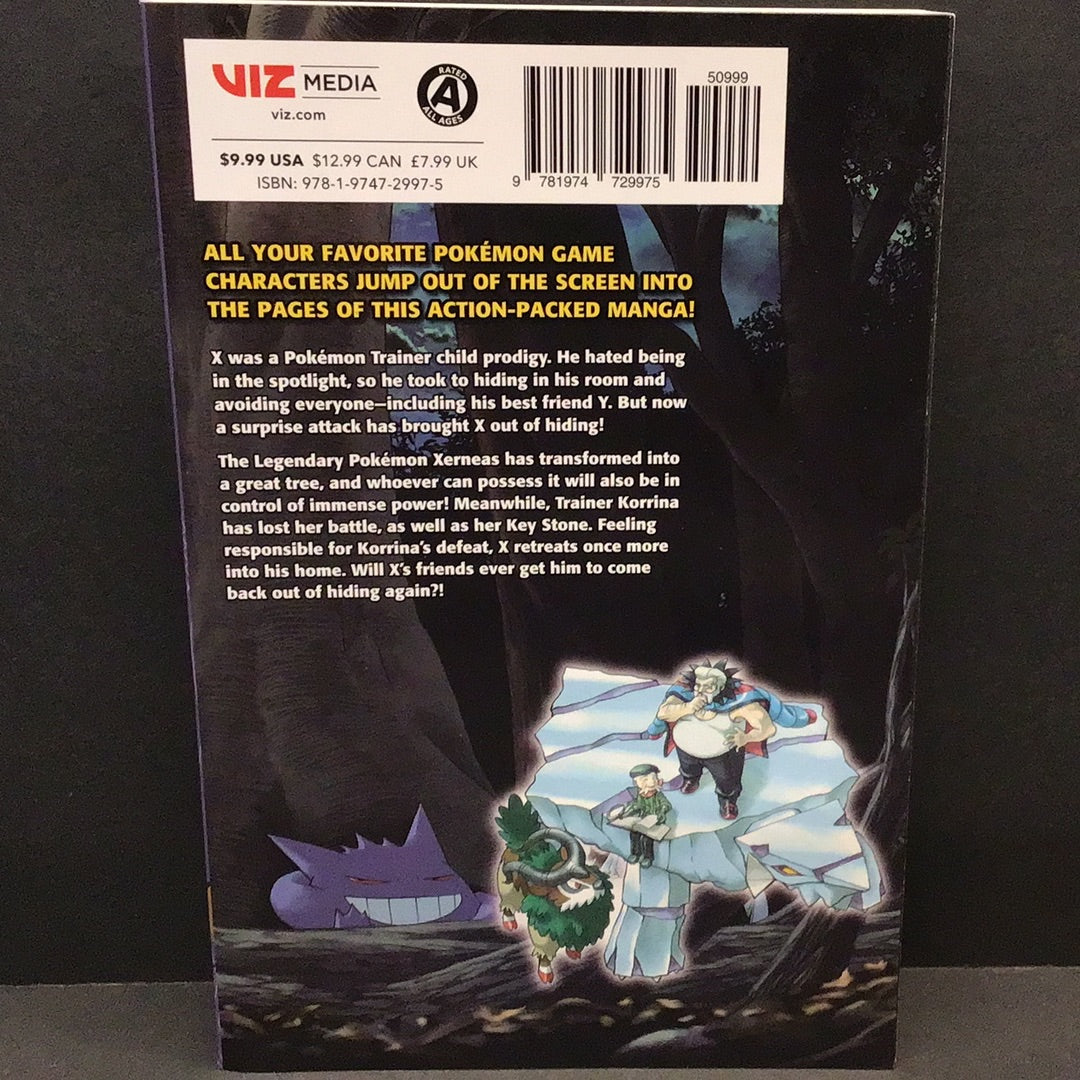 VIZ MEDIA
viz.com
RATED
A
ALL AGES
$9.99 USA $12.99 CAN £7.99 UK
ISBN: 978-1-9747-2997-5
50999
9 781974 729975
ALL YOUR FAVORITE POKÉMON GAME
CHARACTERS JUMP OUT OF THE SCREEN INTO
THE PAGES OF THIS ACTION-PACKED MANGA!
X was a Pokémon Trainer child prodigy. He hated being
in the spotlight, so he took to hiding in his room and
avoiding everyone—including his best friend Y. But now
a surprise attack has brought X out of hiding!
The Legendary Pokémon Xerneas has transformed into
a great tree, and whoever can possess it will also be in
control of immense power! Meanwhile, Trainer Korrina
has lost her battle, as well as her Key Stone. Feeling
responsible for Korrina's defeat, X retreats once more
into his home. Will X's friends ever get him to come
back out of hiding again?!